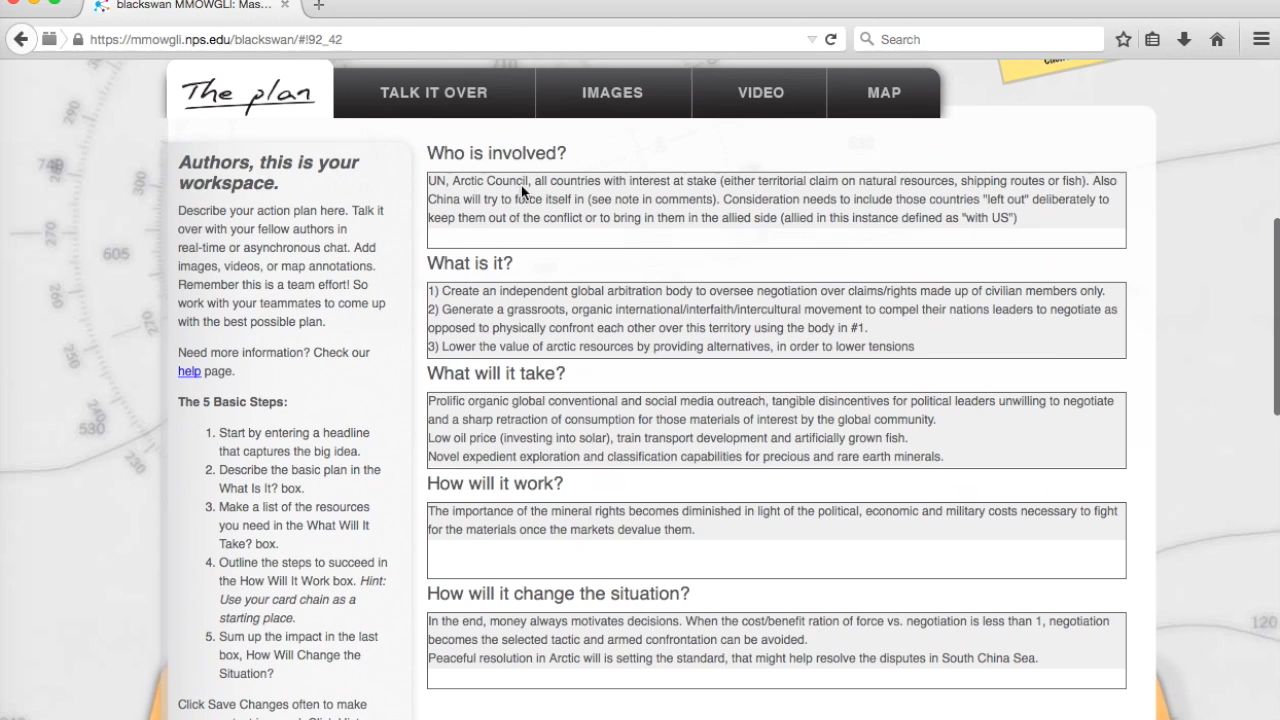 blackswan MMOWGLI: Mas...
https://mmowgli.nps.edu/blackswan/#!92_42
Search
The plan
TALK IT OVER
IMAGES
VIDEO
MAP
Authors, this is your
workspace.
Describe your action plan here. Talk it
over with your fellow authors in
real-time or asynchronous chat. Add
images, videos, or map annotations.
Remember this is a team effort! So
work with your teammates to come up
with the best possible plan.
Need more information? Check our
help page.
The 5 Basic Steps:
1. Start by entering a headline
that captures the big idea.
2. Describe the basic plan in the
What Is It? box.
3. Make a list of the resources
you need in the What Will It
Take? box.
4. Outline the steps to succeed in
the How Will It Work box. Hint:
Use your card chain as a
starting place.
5. Sum up the impact in the last
box, How Will Change the
Situation?
Click Save Changes often to make
Who is involved?
UN, Arctic Council, all countries with interest at stake (either territorial claim on natural resources, shipping routes or fish). Also
China will try to force itself in (see note in comments). Consideration needs to include those countries "left out" deliberately to
keep them out of the conflict or to bring in them in the allied side (allied in this instance defined as "with US")
What is it?
1) Create an independent global arbitration body to oversee negotiation over claims/rights made up of civilian members only.
2) Generate a grassroots, organic international/interfaith/intercultural movement to compel their nations leaders to negotiate as
opposed to physically confront each other over this territory using the body in #1.
3) Lower the value of arctic resources by providing alternatives, in order to lower tensions
What will it take?
Prolific organic global conventional and social media outreach, tangible disincentives for political leaders unwilling to negotiate
and a sharp retraction of consumption for those materials of interest by the global community.
Low oil price (investing into solar), train transport development and artificially grown fish.
Novel expedient exploration and classification capabilities for precious and rare earth minerals.
How will it work?
The importance of the mineral rights becomes diminished in light of the political, economic and military costs necessary to fight
for the materials once the markets devalue them.
How will it change the situation?
In the end, money always motivates decisions. When the cost/benefit ration of force vs. negotiation is less than 1, negotiation
becomes the selected tactic and armed confrontation can be avoided.
Peaceful resolution in Arctic will is setting the standard, that might help resolve the disputes in South China Sea.
290
300
270
605
260
270
250
240
530
230
120